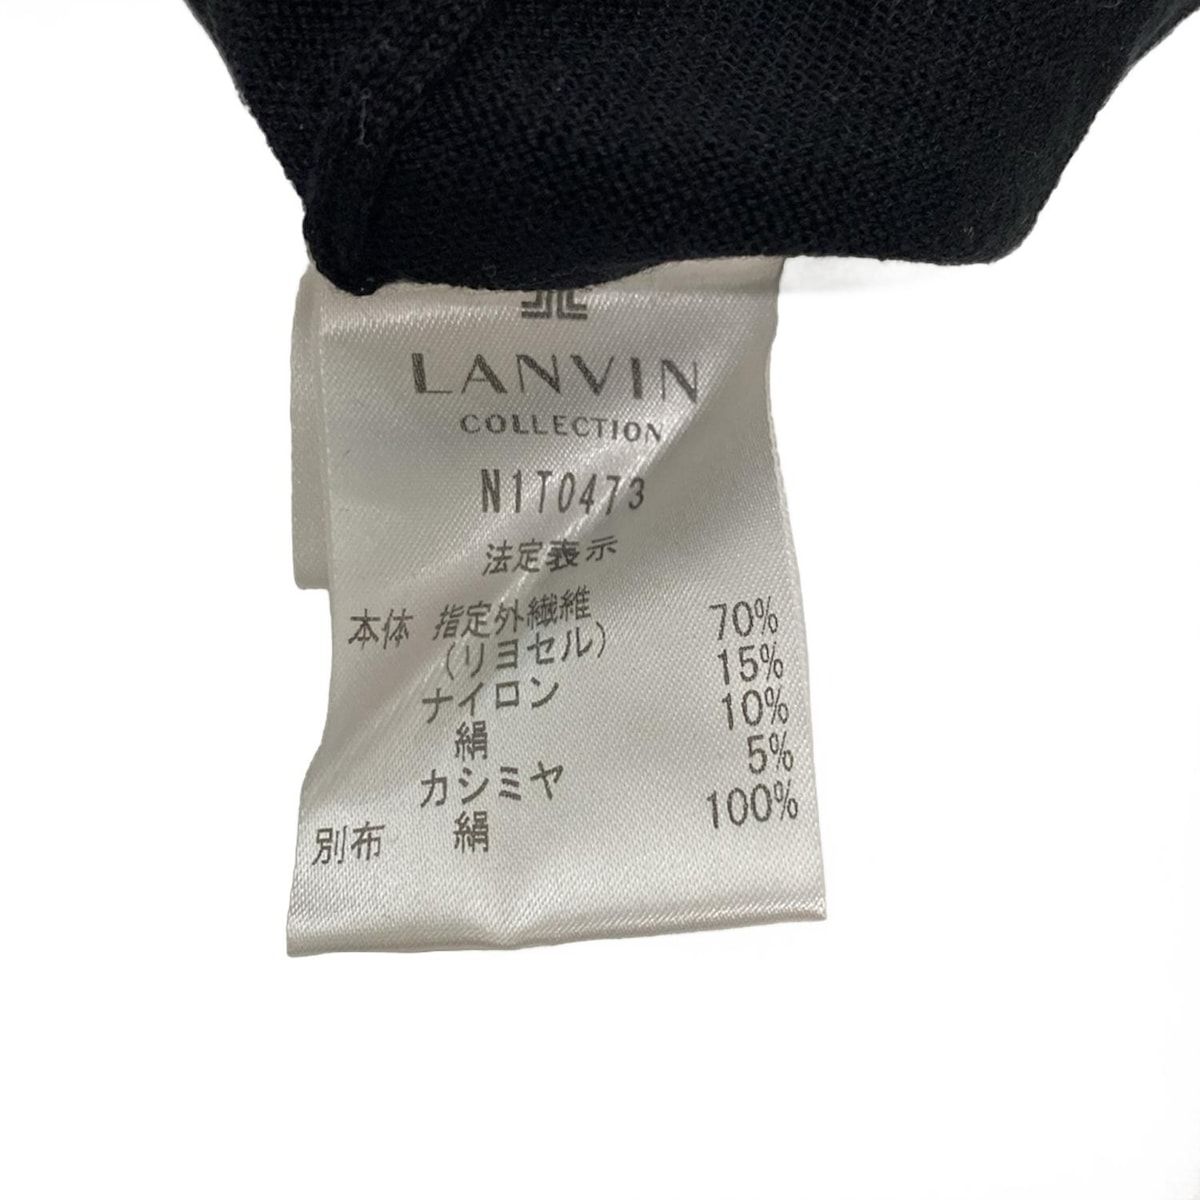 LANVIN
COLLECTION
N1T0473
法定表示
本体 指定外繊維
(リヨセル) 70%
ナイロン 15%
絹 10%
カシミヤ 5%
別布 絹 100%